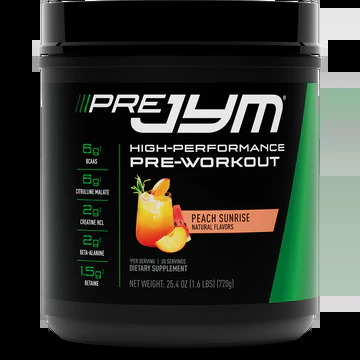 ///PRE JYM®
HIGH-PERFORMANCE
PRE-WORKOUT
6g†
BCAAS
6g†
CITRULLINE MALATE
2g†
CREATINE HCL
2g†
BETA-ALANINE
1.5g†
BETAINE
PEACH SUNRISE
NATURAL FLAVORS
†PER SERVING | 30 SERVINGS
DIETARY SUPPLEMENT
NET WEIGHT: 25.4 OZ (1.6 LBS) (720g)